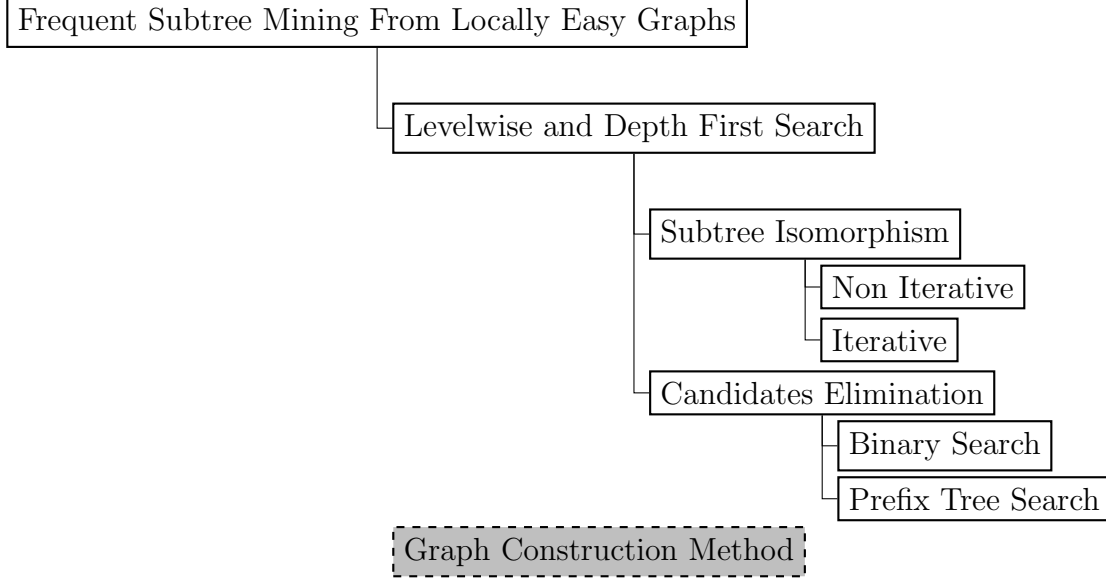 Frequent Subtree Mining From Locally Easy Graphs
Levelwise and Depth First Search
Subtree Isomorphism
Non Iterative
Iterative
Candidates Elimination
Binary Search
Prefix Tree Search
Graph Construction Method